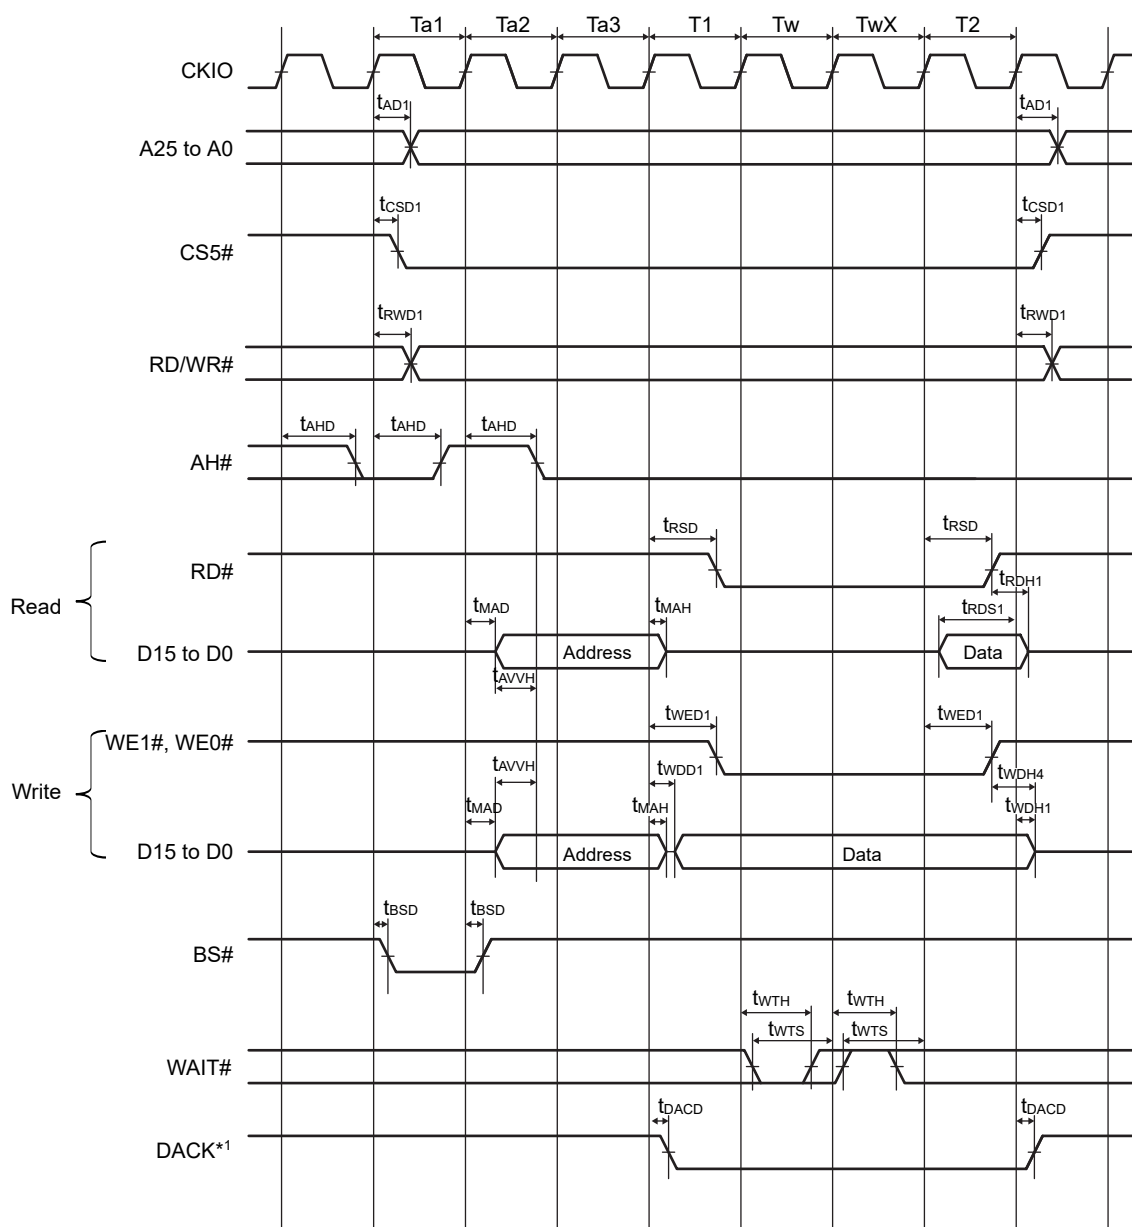 Ta1 Ta2 Ta3 T1 Tw TwX T2
CKIO
tAD1 tAD1
A25 to A0
tCSD1 tCSD1
CS5#
tRWD1 tRWD1
RD/WR#
tAHD tAHD tAHD
AH#
tRSD tRSD
RD#
tRDH1
Read
tMAD tMAH tRDS1
D15 to D0 Address Data
tAVVH
tWED1 tWED1
WE1#, WE0#
tAVVH tWDD1 tWDH4
Write
tMAD tMAH tWDH1
D15 to D0 Address Data
tBSD tBSD
BS#
tWTH tWTH
tWTS tWTS
WAIT#
tDACD tDACD
DACK*1